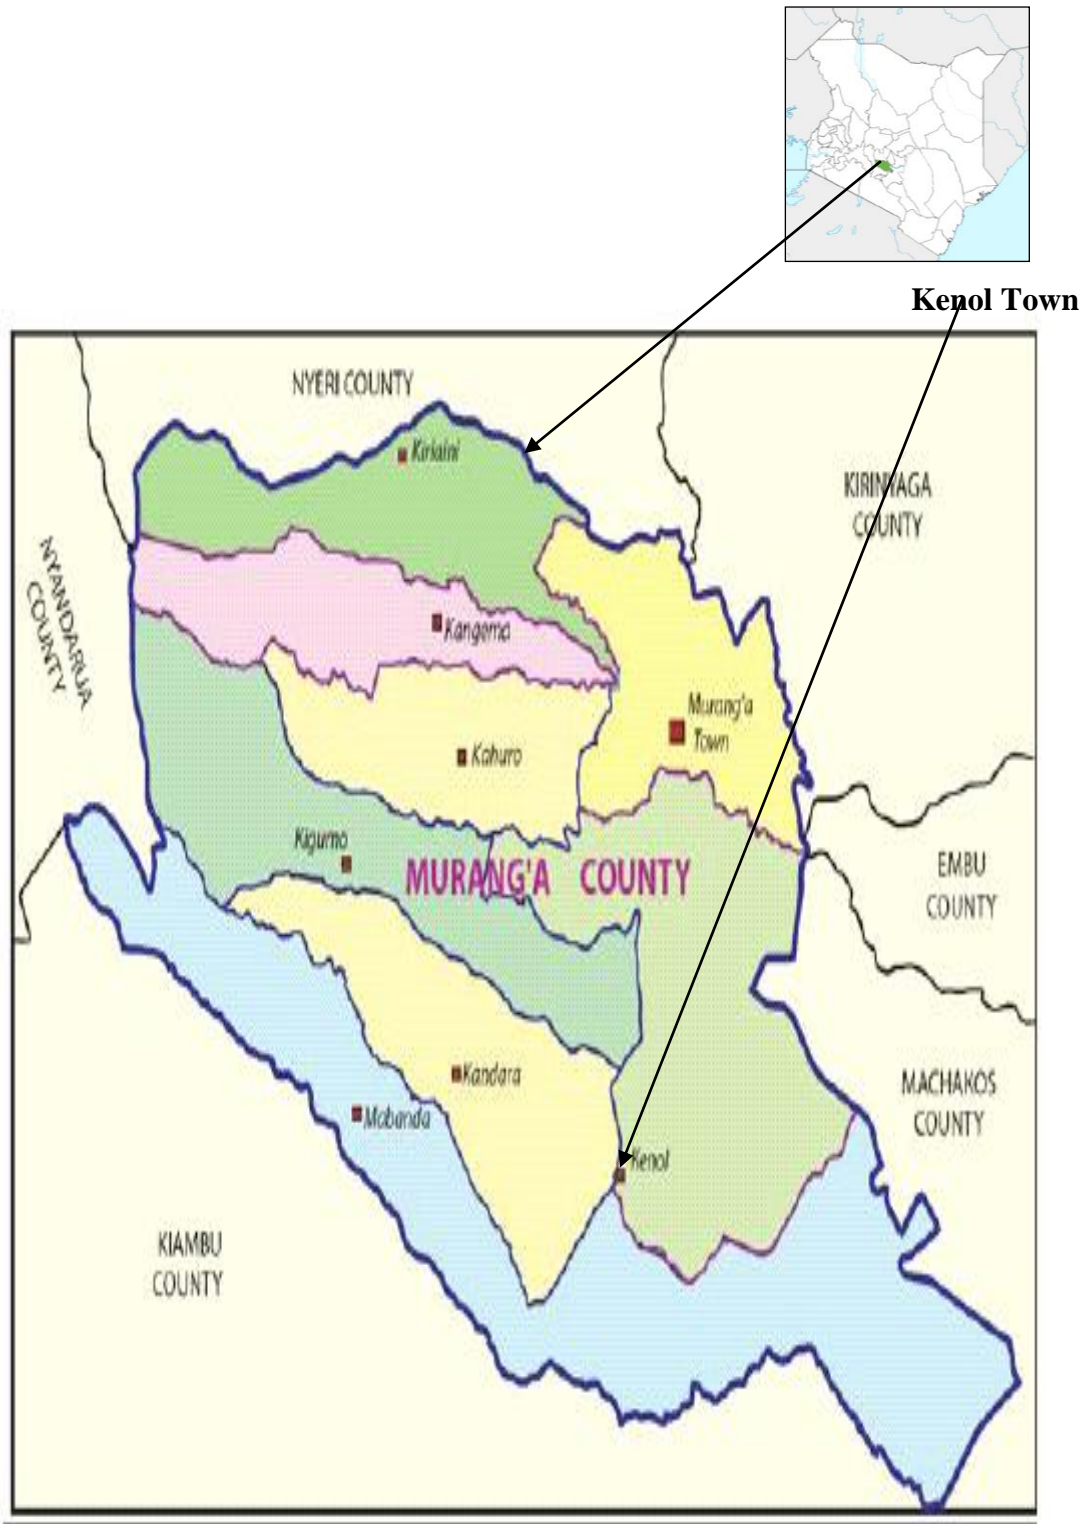 Kenol Town
NYERI COUNTY
Kiriaini
KIRINYAGA
COUNTY
NYANDARUA
COUNTY
Kangema
Murang'a
Town
Kahuro
Kigumo
MURANG'A COUNTY
EMBU
COUNTY
Kandara
MACHAKOS
COUNTY
Mabanda
Kenol
KIAMBU
COUNTY